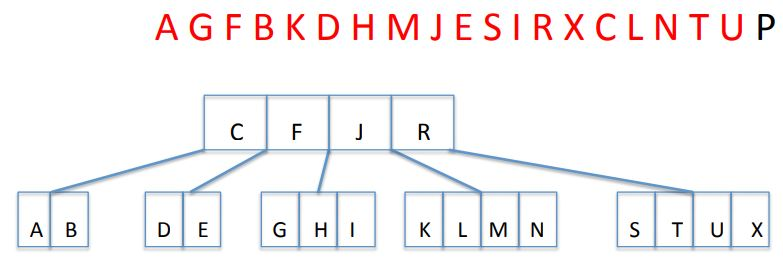 A G F B K D H M J E S I R X C L N T U P
C F J R
A B D E G H I K L M N S T U X